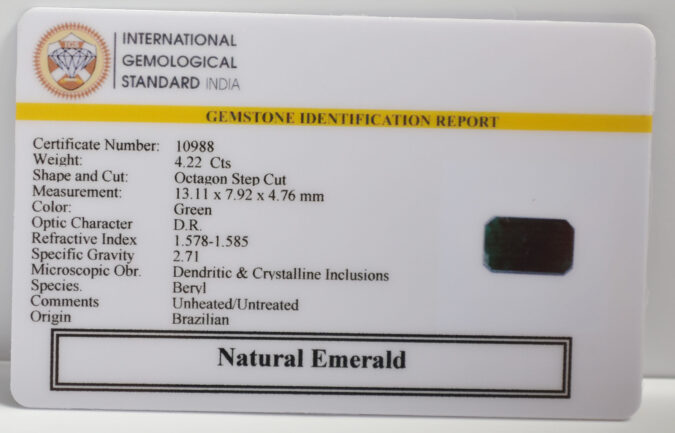 INTERNATIONAL
GEMOLOGICAL
STANDARD INDIA
GEMSTONE IDENTIFICATION REPORT
Certificate Number: 10988
Weight: 4.22 Cts
Shape and Cut: Octagon Step Cut
Measurement: 13.11 x 7.92 x 4.76 mm
Color: Green
Optic Character D.R.
Refractive Index 1.578-1.585
Specific Gravity 2.71
Microscopic Obr. Dendritic & Crystalline Inclusions
Species. Beryl
Comments Unheated/Untreated
Origin Brazilian
Natural Emerald